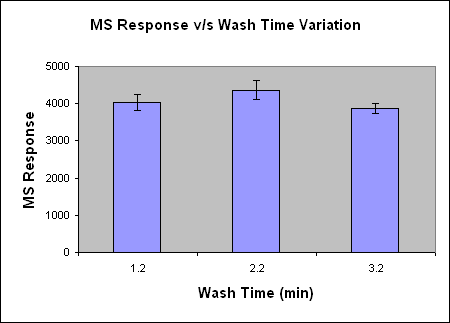 MS Response v/s Wash Time Variation
5000
4000
3000
2000
1000
0
MS Response
1.2 2.2 3.2
Wash Time (min)